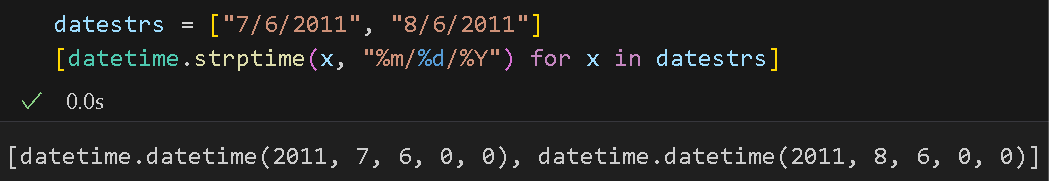 datestrs = ["7/6/2011", "8/6/2011"]
[datetime.strptime(x, "%m/%d/%Y") for x in datestrs]
0.0s
[datetime.datetime(2011, 7, 6, 0, 0), datetime.datetime(2011, 8, 6, 0, 0)]